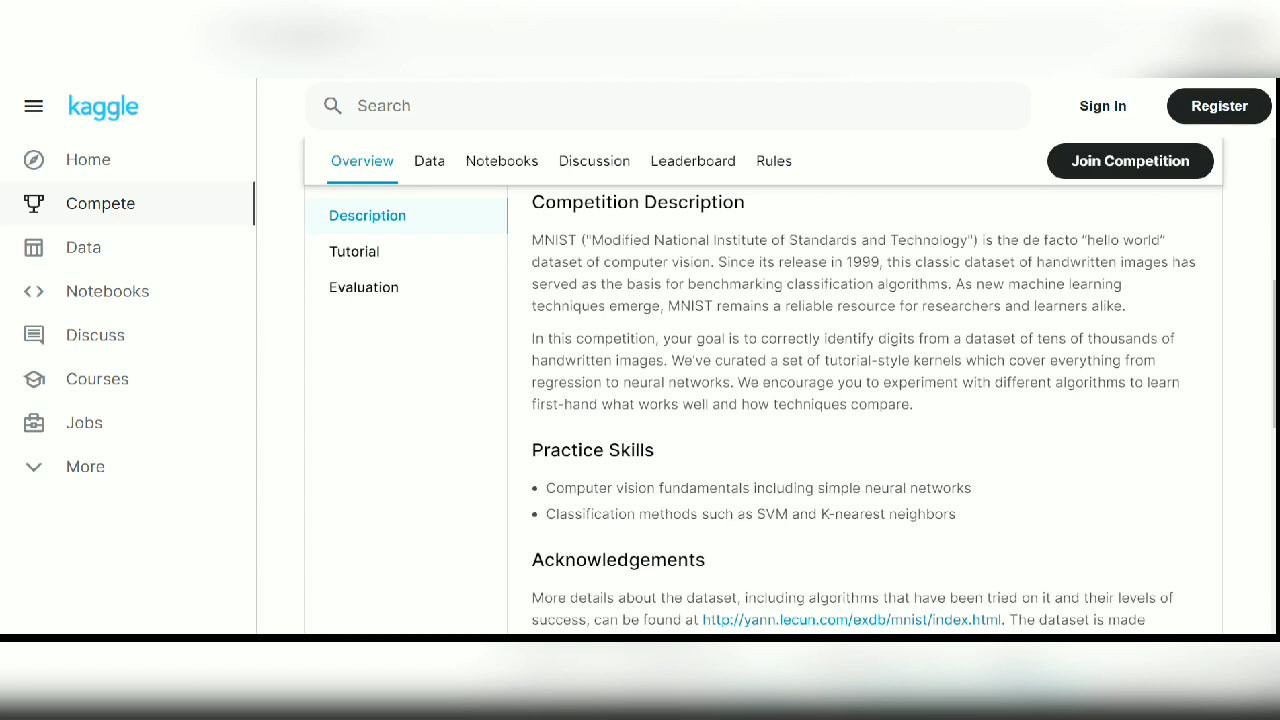 kaggle
Search
Sign In
Register
Home
Compete
Data
Notebooks
Discuss
Courses
Jobs
More
Overview
Data
Notebooks
Discussion
Leaderboard
Rules
Join Competition
Description
Tutorial
Evaluation
Competition Description
MNIST ("Modified National Institute of Standards and Technology") is the de facto “hello world”
dataset of computer vision. Since its release in 1999, this classic dataset of handwritten images has
served as the basis for benchmarking classification algorithms. As new machine learning
techniques emerge, MNIST remains a reliable resource for researchers and learners alike.
In this competition, your goal is to correctly identify digits from a dataset of tens of thousands of
handwritten images. We’ve curated a set of tutorial-style kernels which cover everything from
regression to neural networks. We encourage you to experiment with different algorithms to learn
first-hand what works well and how techniques compare.
Practice Skills
• Computer vision fundamentals including simple neural networks
• Classification methods such as SVM and K-nearest neighbors
Acknowledgements
More details about the dataset, including algorithms that have been tried on it and their levels of
success, can be found at http://yann.lecun.com/exdb/mnist/index.html. The dataset is made